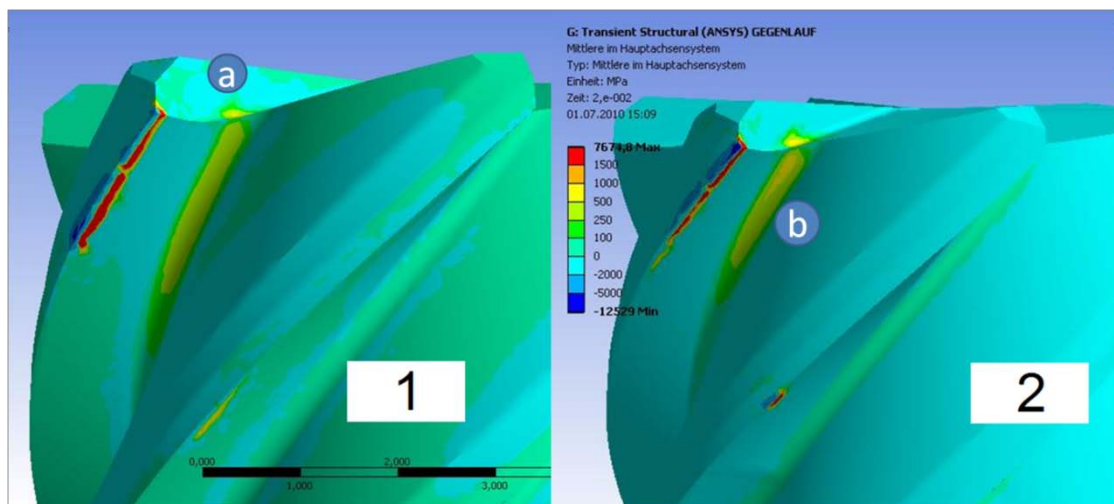 a
1
0,000
2,000
1,000
3,000
G: Transient Structural (ANSYS) GEGENLAUF
Mittlere im Hauptachsensystem
Typ: Mittlere im Hauptachsensystem
Einheit: MPa
Zeit: 2,e-002
01.07.2010 15:09
7674,8 Max
1500
1000
500
250
100
0
-2000
-5000
-12529 Min
b
2